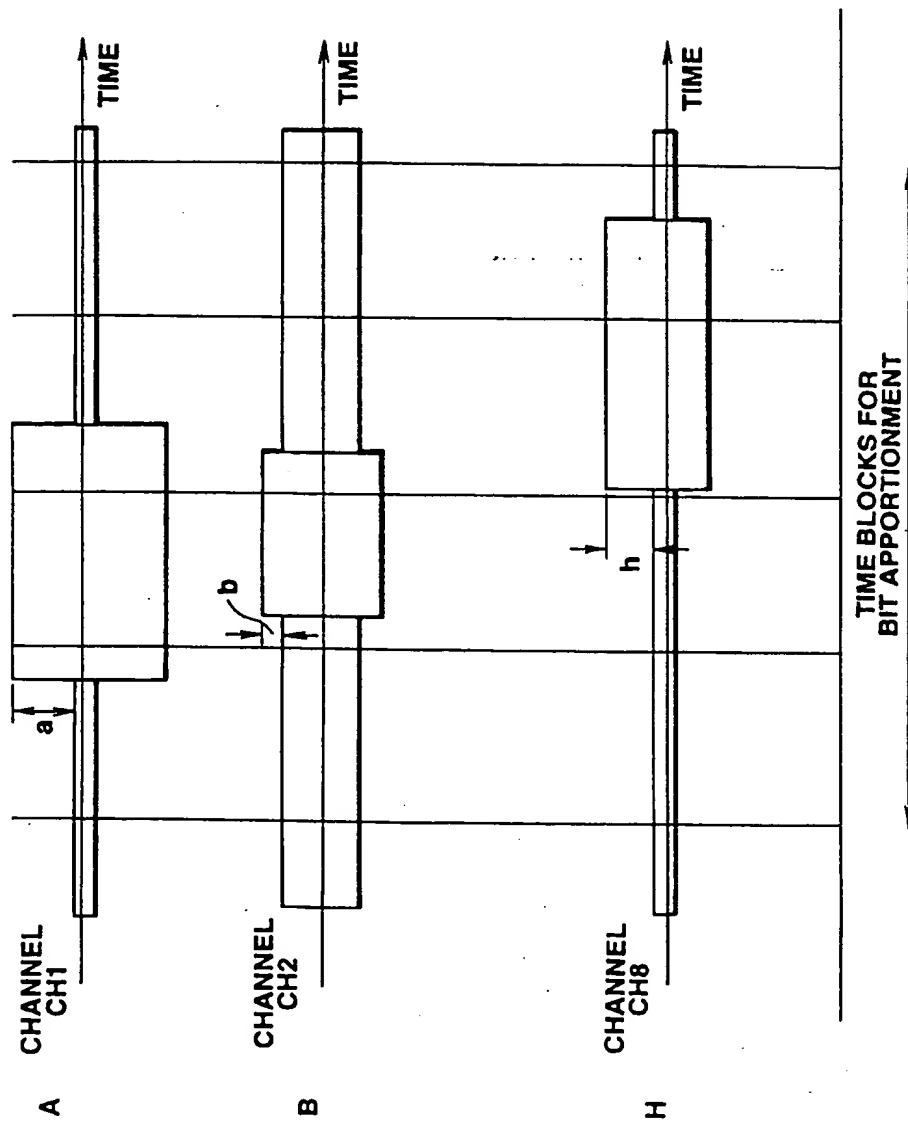 A
CHANNEL
CH1
a
TIME
B
CHANNEL
CH2
b
TIME
H
CHANNEL
CH8
h
TIME
TIME BLOCKS FOR
BIT APPORTIONMENT